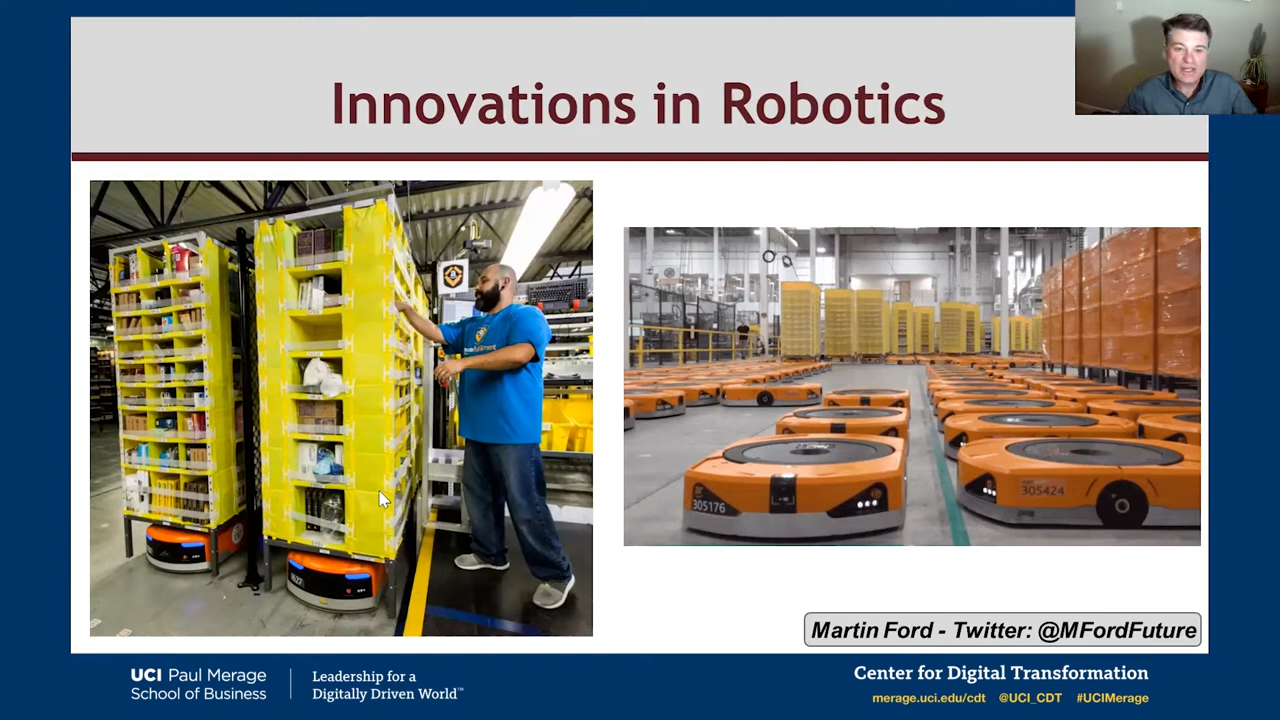 Innovations in Robotics
305176
305424
Martin Ford - Twitter: @MFordFuture
UCI Paul Merage
School of Business
Leadership for a
Digitally Driven World™
Center for Digital Transformation
merage.uci.edu/cdt @UCI_CDT #UCIMerage